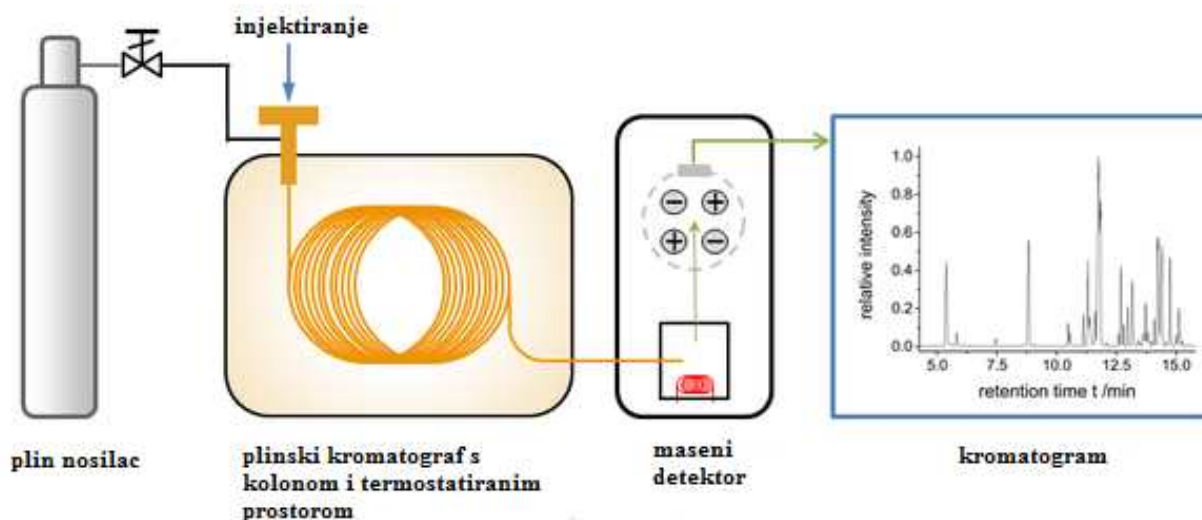 injektiranje
plin nosilac
plinski kromatograf s
kolonom i termostatiranim
prostorom
maseni
detektor
relative intensity
1.0
0.8
0.6
0.4
0.2
0.0
5.0 7.5 10.0 12.5 15.0
retention time t /min
kromatogram